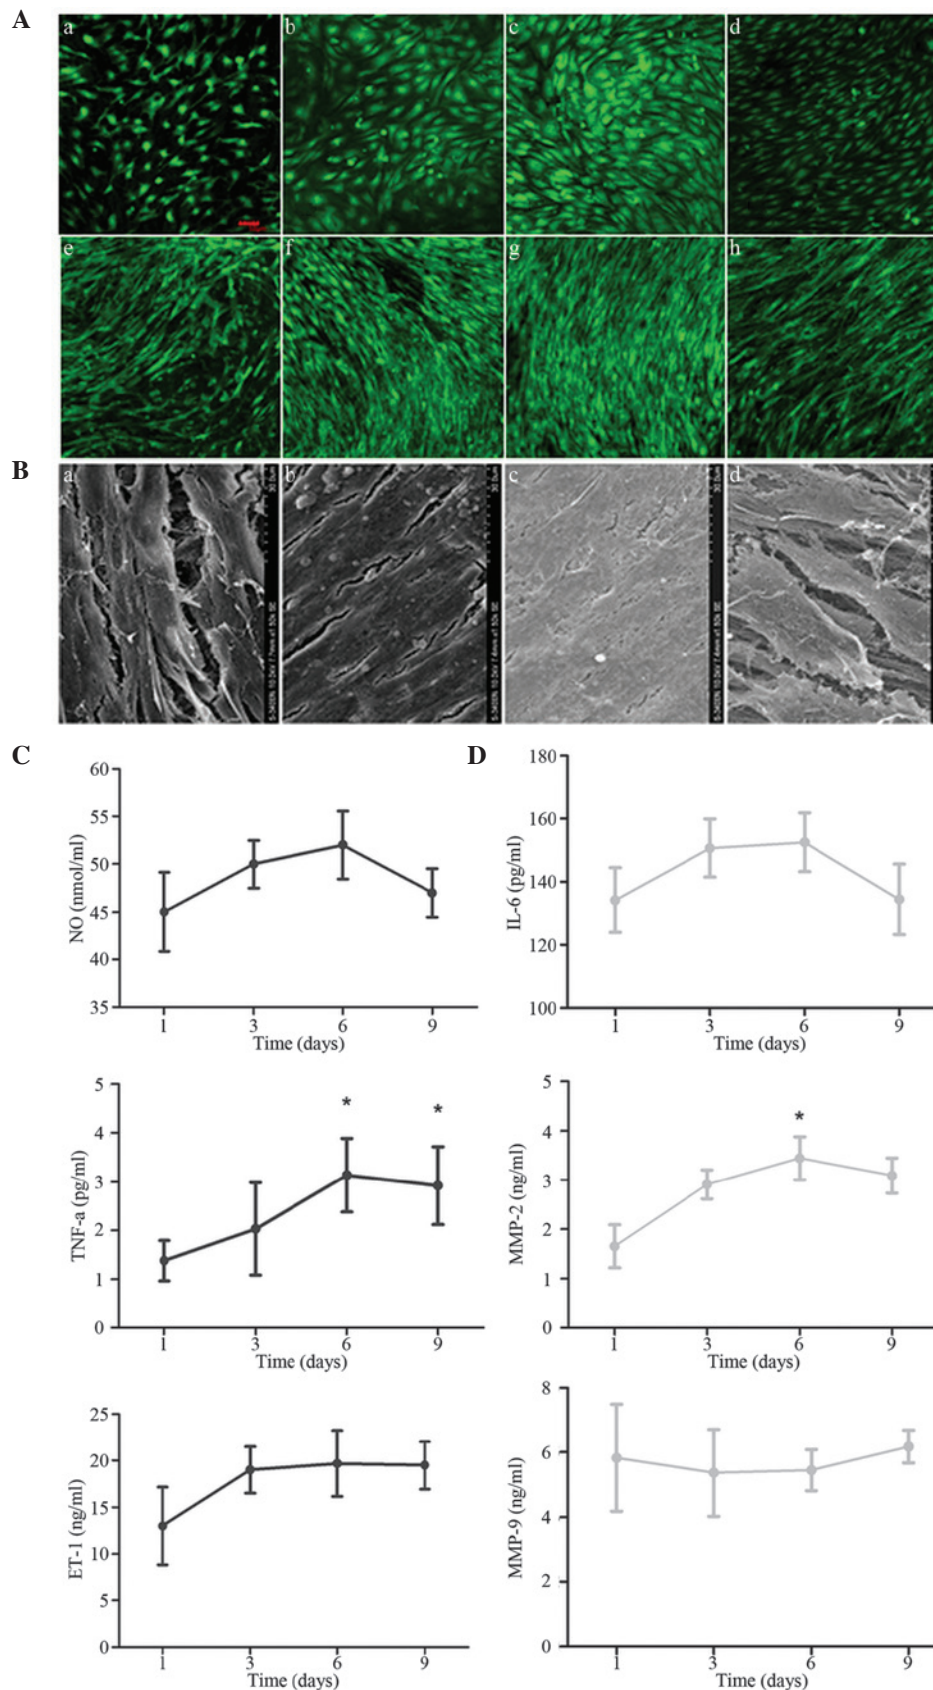 A
a
b
c
d
e
f
g
h
B
a
b
c
d
C
D
60
55
50
45
40
35
NO (nmol/ml)
1
3
6
9
Time (days)
180
160
140
120
100
IL-6 (pg/ml)
1
3
6
9
Time (days)
5
4
3
2
1
0
TNF-a (pg/ml)
*
*
1
3
6
9
Time (days)
5
4
3
2
1
0
MMP-2 (ng/ml)
*
1
3
6
9
Time (days)
25
20
15
10
5
0
ET-1 (ng/ml)
1
3
6
9
Time (days)
8
6
4
2
0
MMP-9 (ng/ml)
1
3
6
9
Time (days)